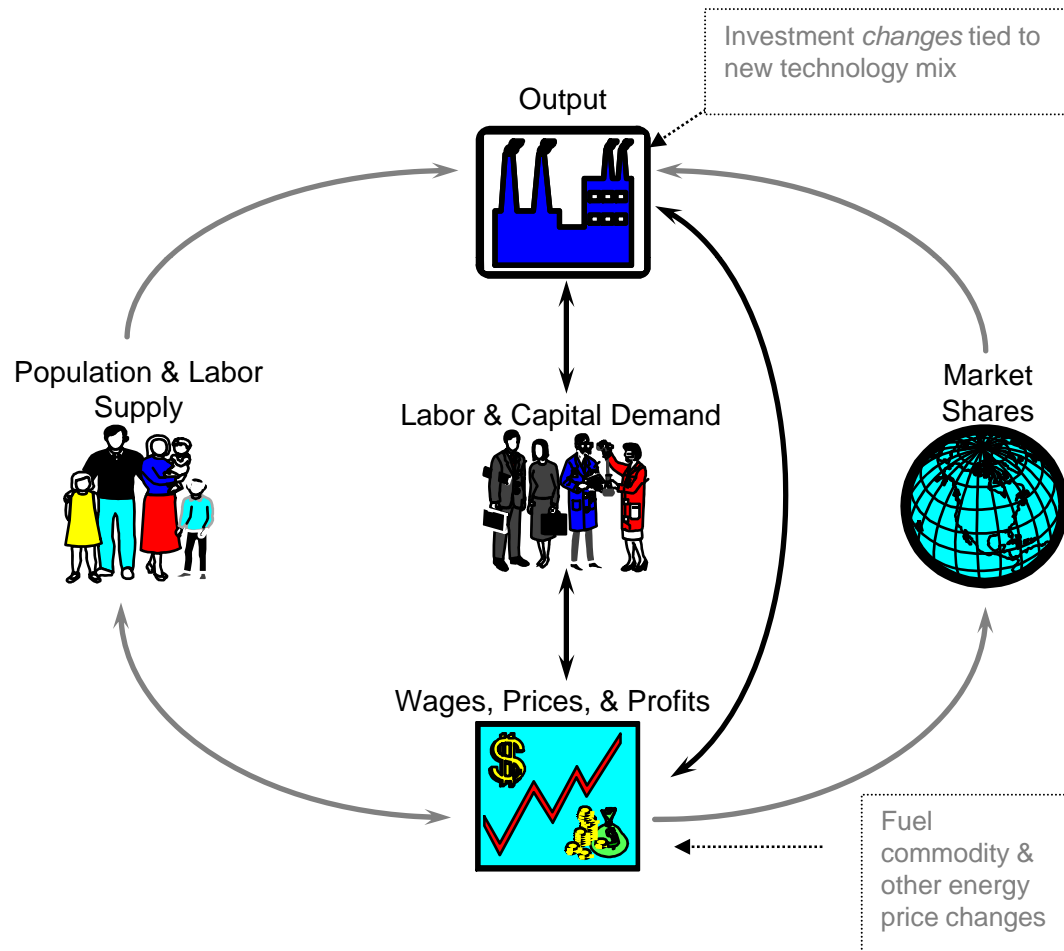 Investment changes tied to
new technology mix
Output
Population & Labor
Supply
Labor & Capital Demand
Market
Shares
Wages, Prices, & Profits
$
$
Fuel
commodity &
other energy
price changes